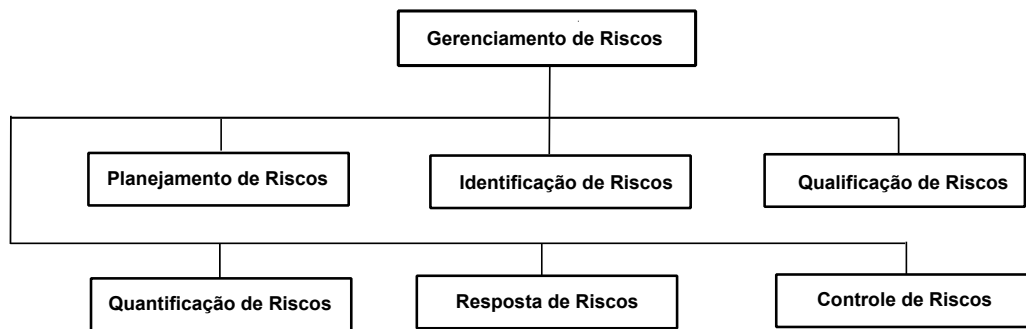 Gerenciamento de Riscos
Planejamento de Riscos
Identificação de Riscos
Qualificação de Riscos
Quantificação de Riscos
Resposta de Riscos
Controle de Riscos